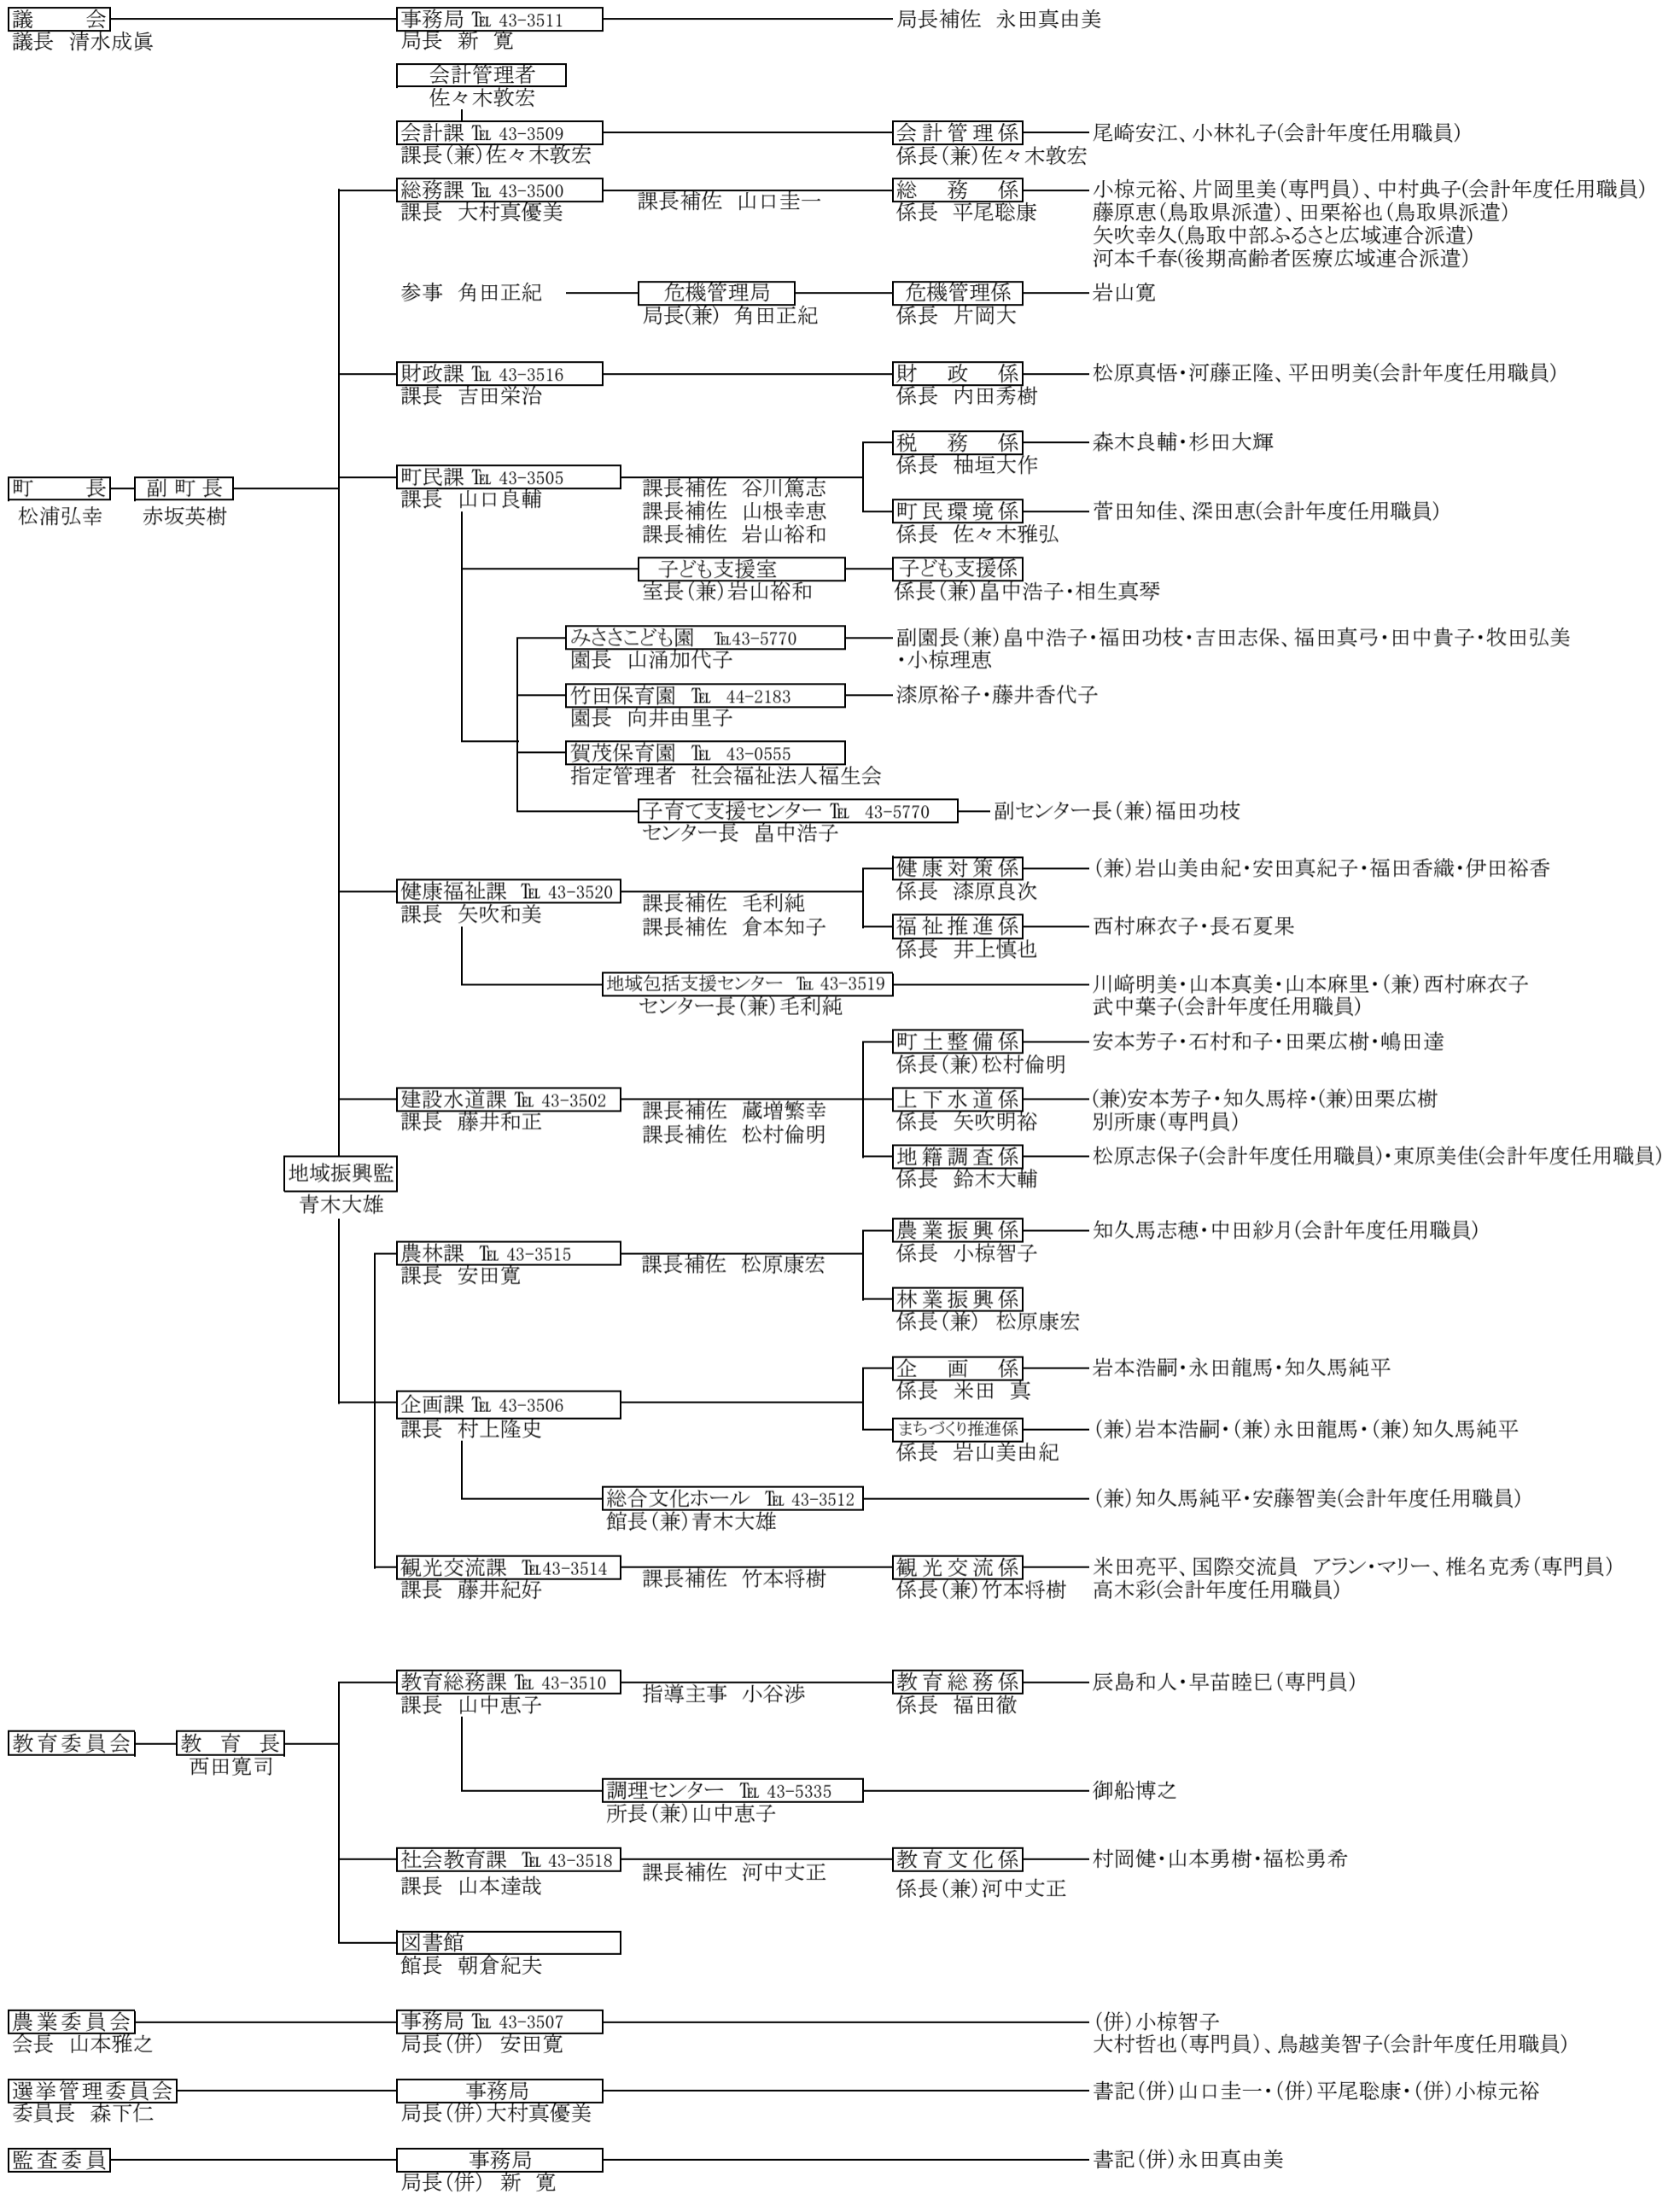 議　会　事務局 ℡ 43-3511　局長補佐　永田真由美
議長　清水成眞　局長　新　寛
会計管理者
佐々木敦宏
会計課 ℡ 43-3509　会計管理係　尾崎安江、小林礼子(会計年度任用職員)
課長(兼)佐々木敦宏　係長(兼)佐々木敦宏
総務課 ℡ 43-3500　課長補佐　山口圭一　総　務　係　小椋元裕、片岡里美(専門員)、中村典子(会計年度任用職員)
課長　大村真優美　係長　平尾聡康　藤原恵(鳥取県派遣)、田栗裕也(鳥取県派遣)
矢吹幸久(鳥取中部ふるさと広域連合派遣)
河本千春(後期高齢者医療広域連合派遣)
参事　角田正紀　危機管理局　危機管理係　岩山寛
局長(兼)　角田正紀　係長　片岡大
財政課 ℡ 43-3516　財　政　係　松原真悟・河藤正隆、平田明美(会計年度任用職員)
課長　吉田栄治　係長　内田秀樹
税　務　係　森木良輔・杉田大輝
係長　柚垣大作
町　長　副町長　町民課 ℡ 43-3505　課長補佐　谷川篤志
松浦弘幸　赤坂英樹　課長　山口良輔　課長補佐　山根幸恵　町民環境係　菅田知佳、深田恵(会計年度任用職員)
課長補佐　岩山裕和　係長　佐々木雅弘
子ども支援室　子ども支援係
室長(兼)岩山裕和　係長(兼)畠中浩子・相生真琴
みささこども園　℡43-5770　副園長(兼)畠中浩子・福田功枝・吉田志保、福田真弓・田中貴子・牧田弘美
園長　山涌加代子　・小椋理恵
竹田保育園　℡　44-2183　漆原裕子・藤井香代子
園長　向井由里子
賀茂保育園　℡　43-0555
指定管理者　社会福祉法人福生会
子育て支援センター ℡　43-5770　副センター長(兼)福田功枝
センター長　畠中浩子
健康対策係　(兼)岩山美由紀・安田真紀子・福田香織・伊田裕香
健康福祉課　℡ 43-3520　課長補佐　毛利純　係長　漆原良次
課長　矢吹和美　課長補佐　倉本知子　福祉推進係　西村麻衣子・長石夏果
係長　井上慎也
地域包括支援センター　℡ 43-3519　川﨑明美・山本真美・山本麻里・(兼)西村麻衣子
センター長(兼)毛利純　武中葉子(会計年度任用職員)
町土整備係　安本芳子・石村和子・田栗広樹・嶋田達
係長(兼)松村倫明
建設水道課 ℡ 43-3502　課長補佐　蔵増繁幸　上下水道係　(兼)安本芳子・知久馬梓・(兼)田栗広樹
課長　藤井和正　課長補佐　松村倫明　係長　矢吹明裕　別所康(専門員)
地籍調査係　松原志保子(会計年度任用職員)・東原美佳(会計年度任用職員)
地域振興監　係長　鈴木大輔
青木大雄
農業振興係　知久馬志穂・中田紗月(会計年度任用職員)
農林課　℡ 43-3515　課長補佐　松原康宏　係長　小椋智子
課長　安田寛
林業振興係
係長(兼)　松原康宏
企　画　係　岩本浩嗣・永田龍馬・知久馬純平
係長　米田　真
企画課 ℡ 43-3506
課長　村上隆史　まちづくり推進係　(兼)岩本浩嗣・(兼)永田龍馬・(兼)知久馬純平
係長　岩山美由紀
総合文化ホール　℡ 43-3512　(兼)知久馬純平・安藤智美(会計年度任用職員)
館長(兼)青木大雄
観光交流課　℡43-3514　課長補佐　竹本将樹　観光交流係　米田亮平、国際交流員　アラン・マリー、椎名克秀(専門員)
課長　藤井紀好　係長(兼)竹本将樹　高木彩(会計年度任用職員)
教育総務課 ℡ 43-3510　指導主事　小谷渉　教育総務係　辰島和人・早苗睦巳(専門員)
課長　山中恵子　係長　福田徹
教育委員会　教　育　長
西田寛司
調理センター　℡ 43-5335　御船博之
所長(兼)山中恵子
社会教育課　℡ 43-3518　課長補佐　河中丈正　教育文化係　村岡健・山本勇樹・福松勇希
課長　山本達哉　係長(兼)河中丈正
図書館
館長　朝倉紀夫
農業委員会　事務局 ℡ 43-3507　(併)小椋智子
会長　山本雅之　局長(併)　安田寛　大村哲也(専門員)、鳥越美智子(会計年度任用職員)
選挙管理委員会　事務局　書記(併)山口圭一・(併)平尾聡康・(併)小椋元裕
委員長　森下仁　局長(併)大村真優美
監査委員　事務局　書記(併)永田真由美
局長(併)　新　寛